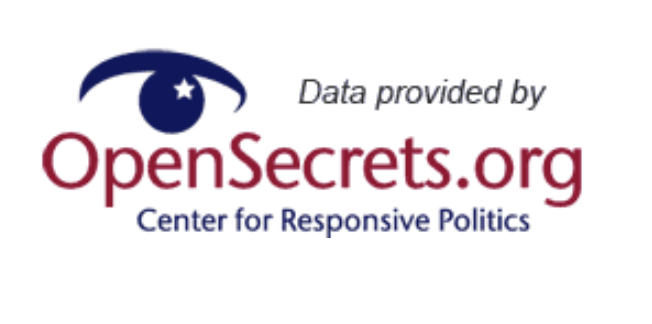 Data provided by
OpenSecrets.org
Center for Responsive Politics